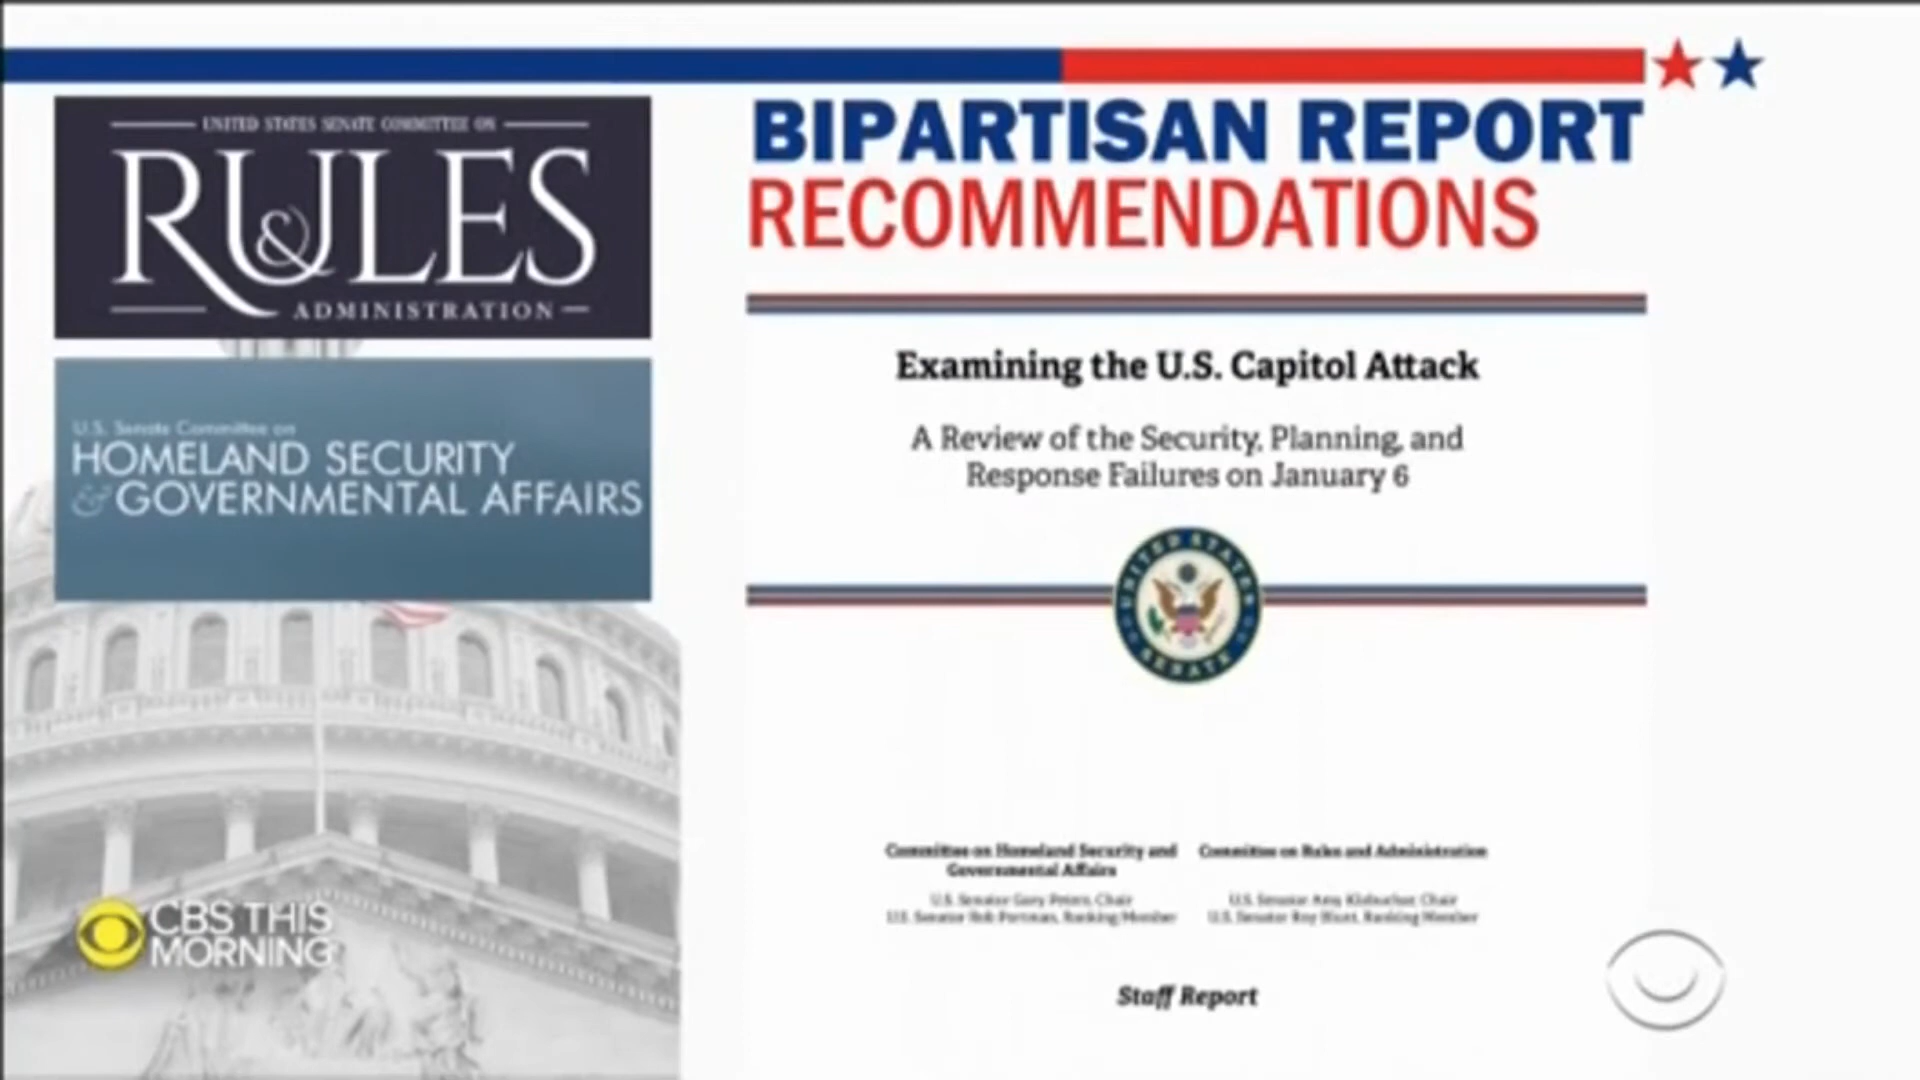 UNITED STATES SENATE COMMITTEE ON
RULES
&
ADMINISTRATION
U.S. Senate Committee on
HOMELAND SECURITY
& GOVERNMENTAL AFFAIRS
CBS THIS
MORNING
BIPARTISAN REPORT
RECOMMENDATIONS
Examining the U.S. Capitol Attack
A Review of the Security, Planning, and
Response Failures on January 6
UNITED STATES
SENATE
Committee on Homeland Security and
Governmental Affairs
U.S. Senator Gary Peters, Chair
U.S. Senator Rob Portman, Ranking Member
Committee on Rules and Administration
U.S. Senator Amy Klobuchar, Chair
U.S. Senator Roy Blunt, Ranking Member
Staff Report